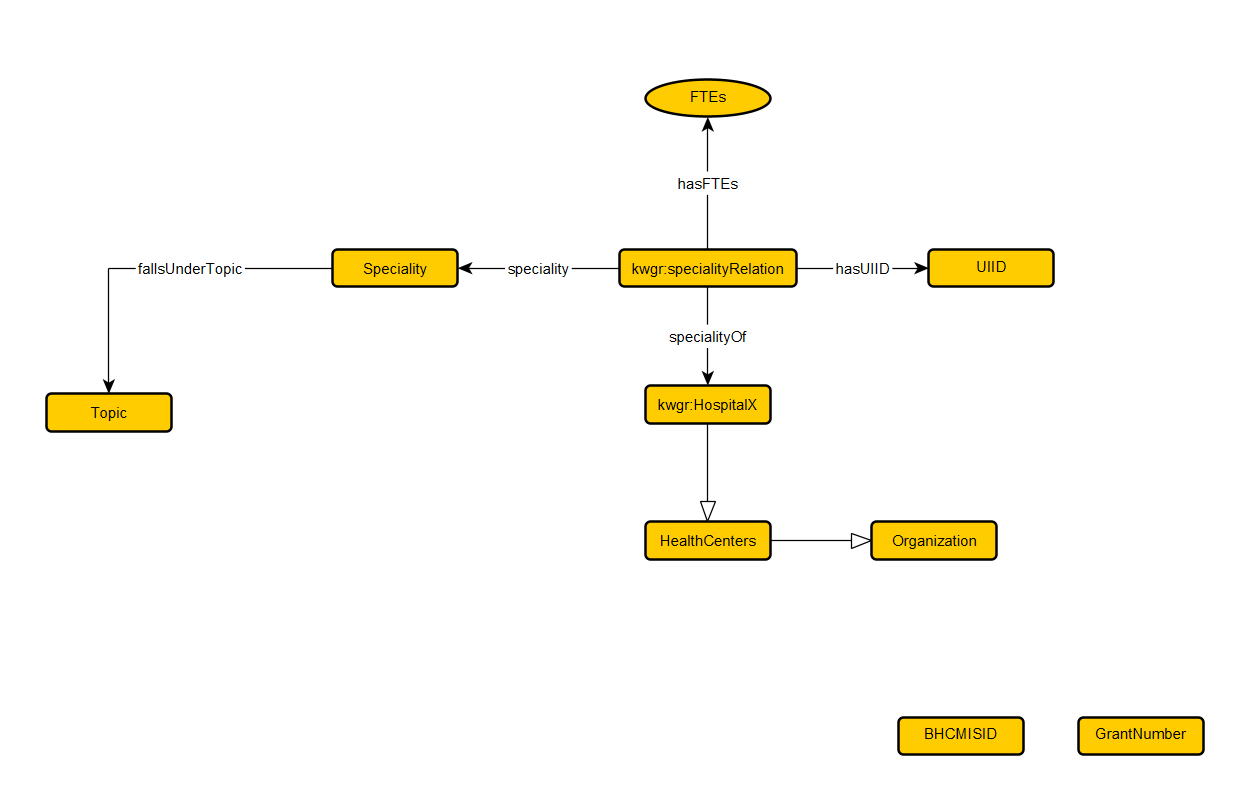 FTEs
hasFTEs
fallsUnderTopic
Speciality
speciality
kwgr:specialityRelation
hasUIID
UIID
specialityOf
Topic
kwgr:HospitalX
HealthCenters
Organization
BHCMISID
GrantNumber